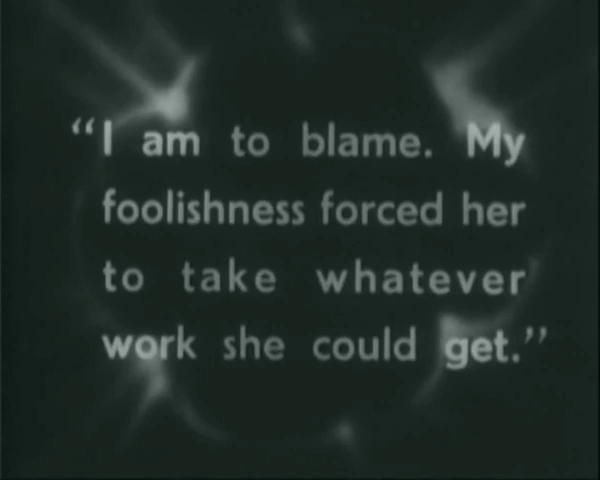 “I am to blame. My
foolishness forced her
to take whatever
work she could get.”